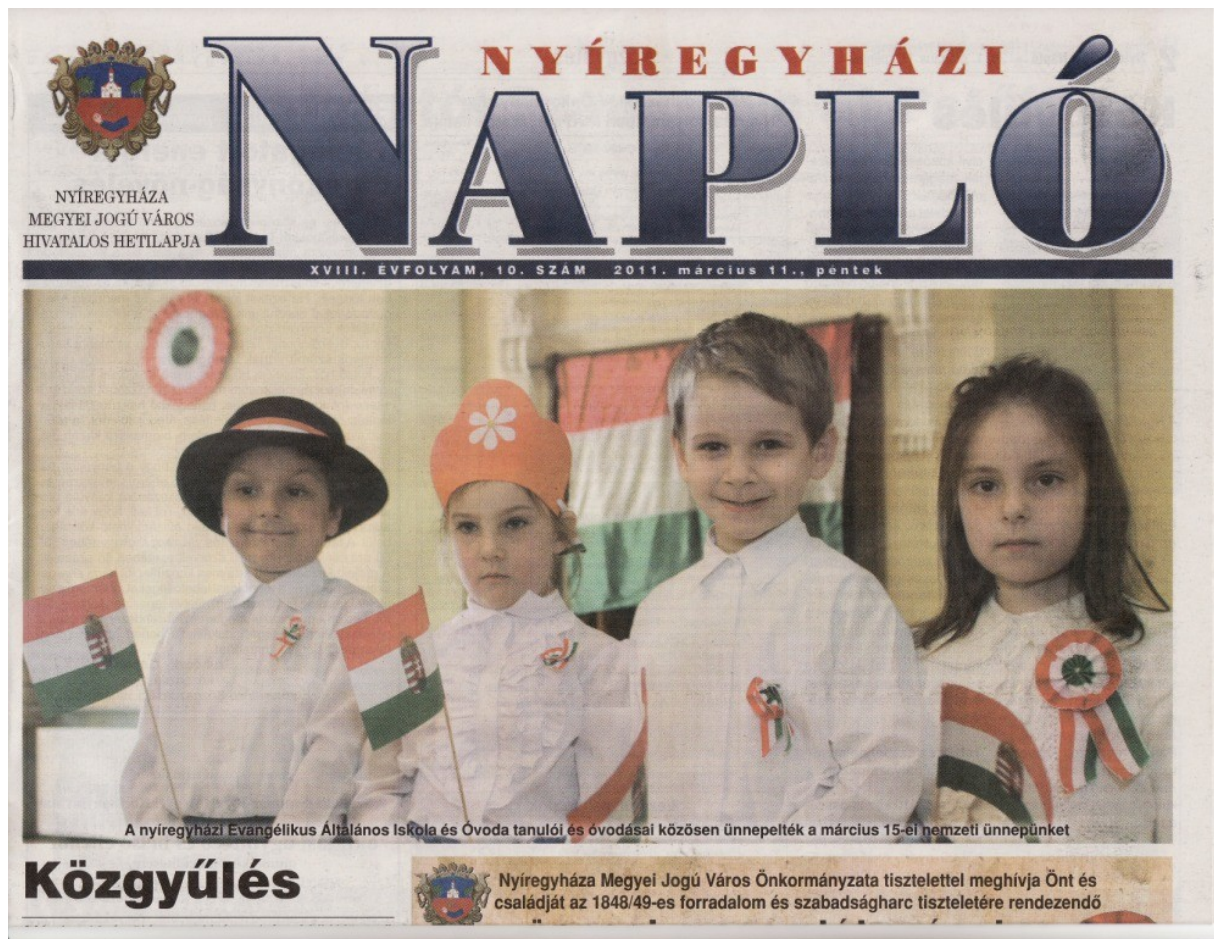 NYÍREGYHÁZI
NAPLÓ
NYÍREGYHÁZA
MEGYEI JOGÚ VÁROS
HIVATALOS HETILAPJA
XVIII. ÉVFOLYAM, 10. SZÁM 2011. március 11., péntek
A nyíregyházi Evangélikus Általános Iskola és Óvoda tanulói és óvodásai közösen ünnepelték a március 15-ei nemzeti ünnepünket
Közgyűlés
Nyíregyháza Megyei Jogú Város Önkormányzata tisztelettel meghívja Önt és
családját az 1848/49-es forradalom és szabadságharc tiszteletére rendezendő